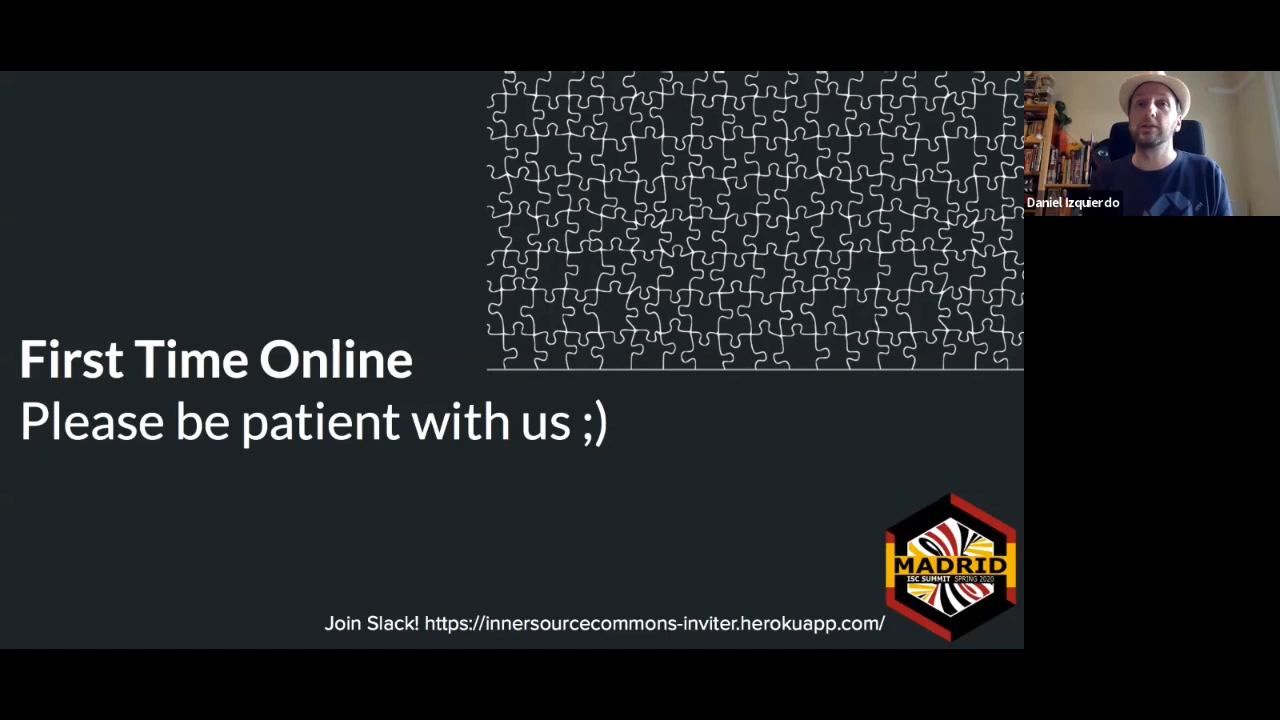 Daniel Izquierdo
First Time Online
Please be patient with us ;)
MADRID
ISC SUMMIT SPRING 2020
Join Slack! https://innersourcecommons-inviter.herokuapp.com/